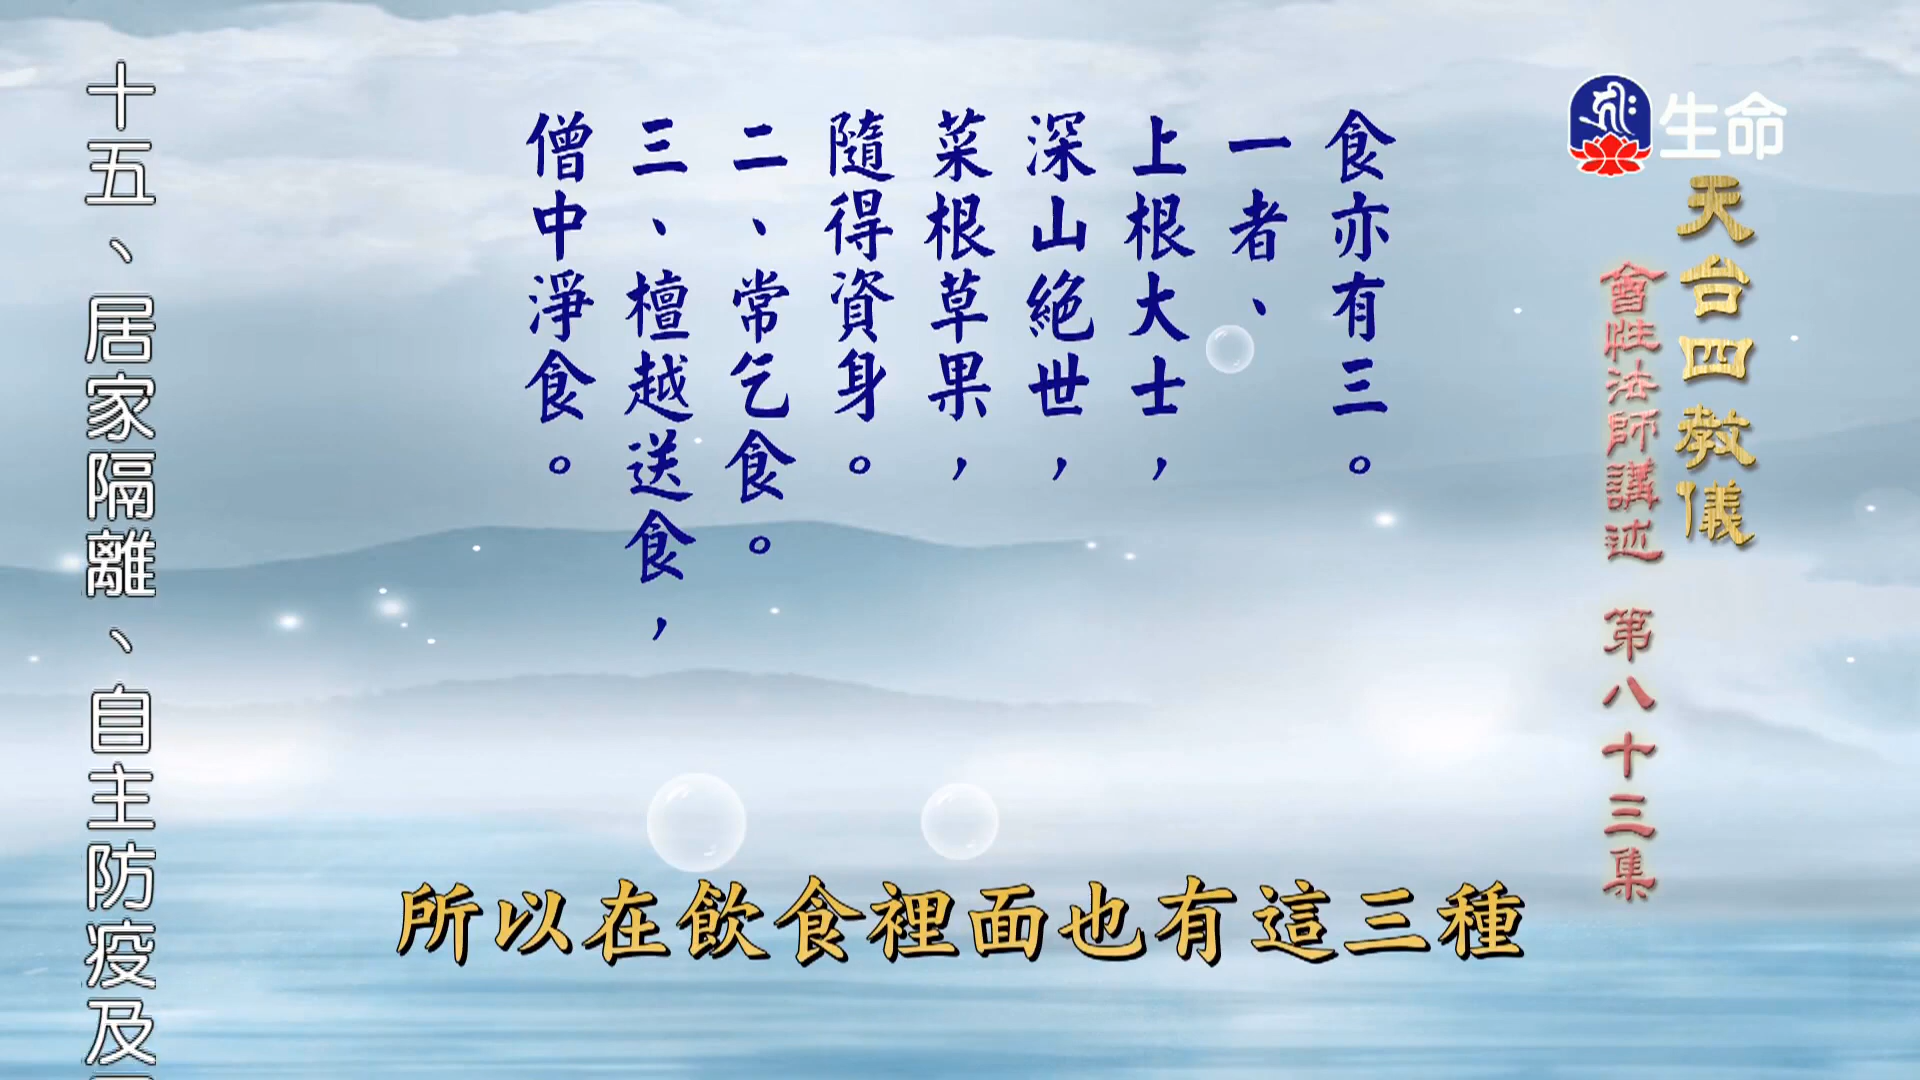 生命
天台四教儀
會性法師講述 第八十三集
食亦有三。
一者、
上根大士，
深山絕世，
菜根草果，
隨得資身。
二、常乞食。
三、檀越送食，
僧中淨食。
十五、居家隔離、自主防疫及
所以在飲食裡面也有這三種